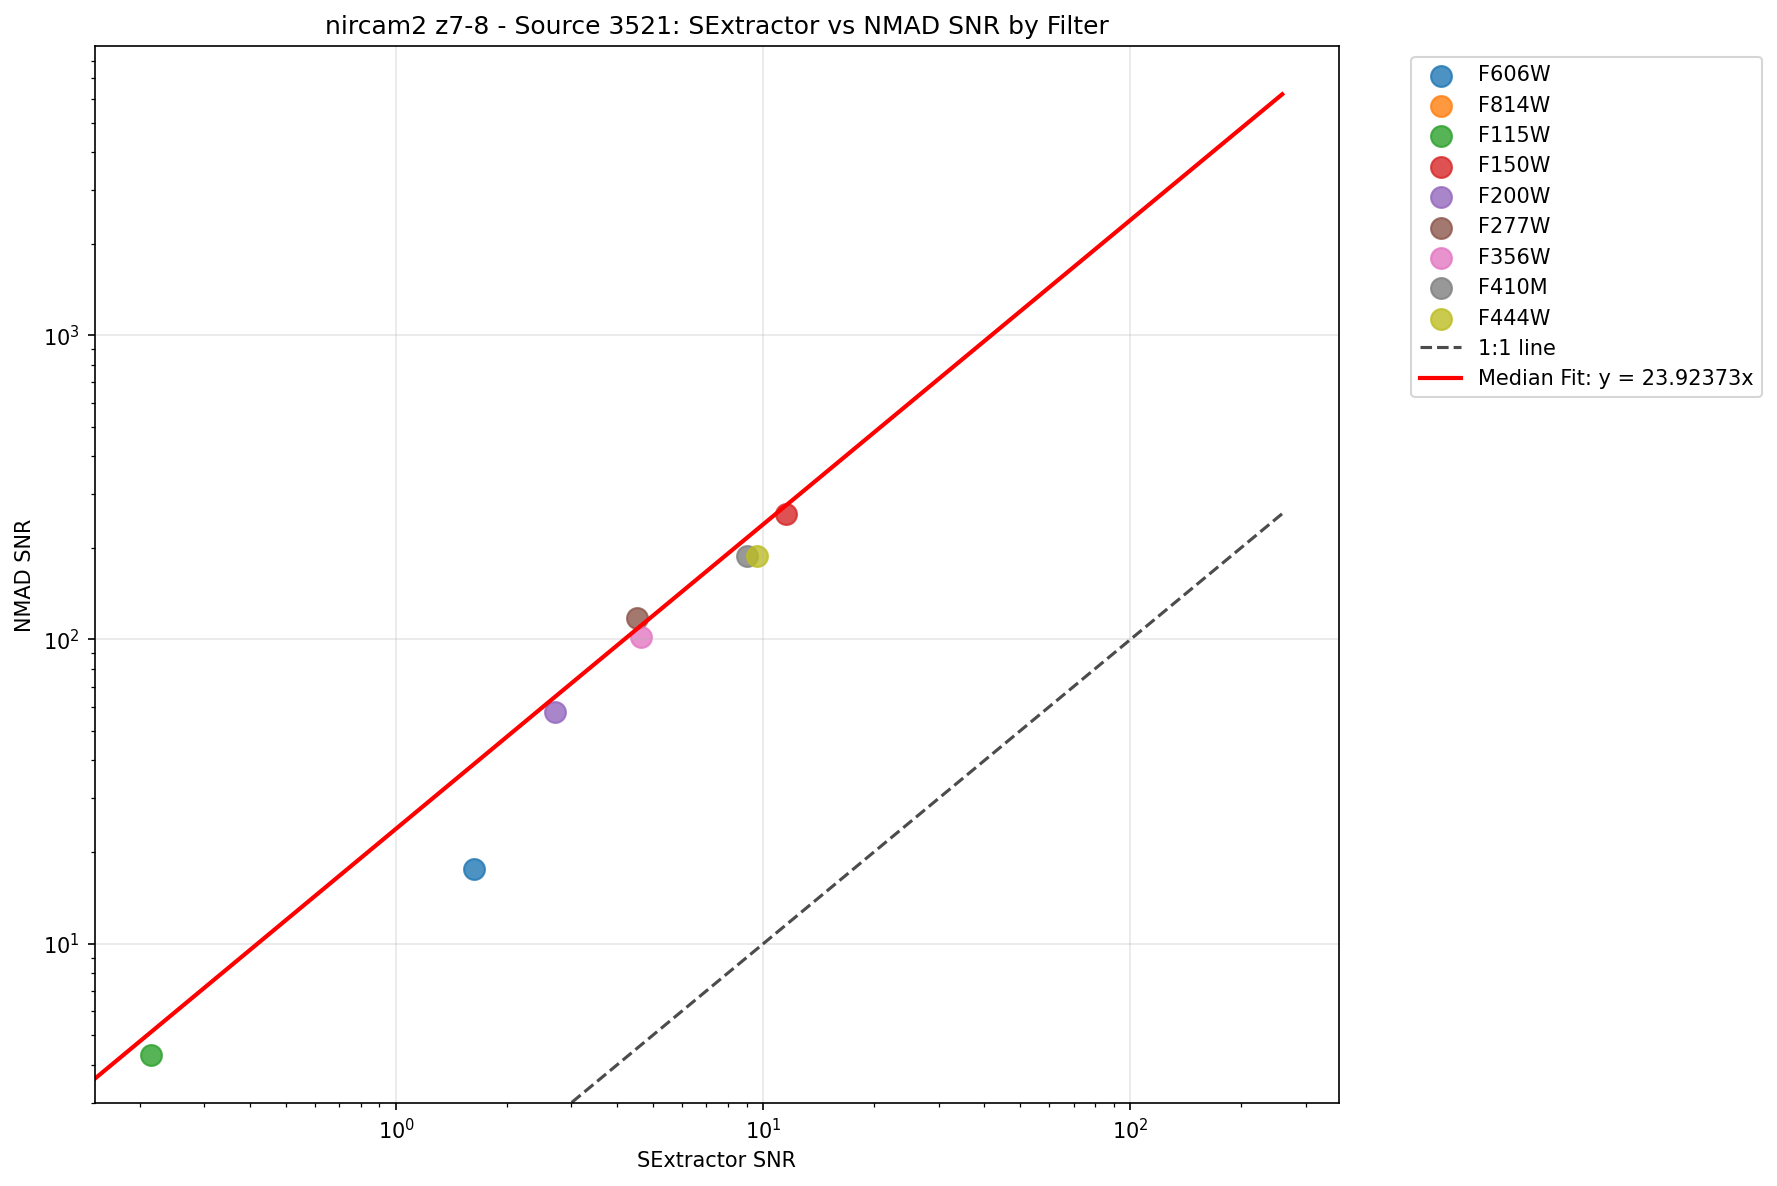 nircam2 z7-8 - Source 3521: SExtractor vs NMAD SNR by Filter
F606W
F814W
F115W
F150W
F200W
F277W
F356W
F410M
F444W
1:1 line
Median Fit: y = 23.92373x
NMAD SNR
10³
10²
10¹
10⁰
10¹
10²
SExtractor SNR